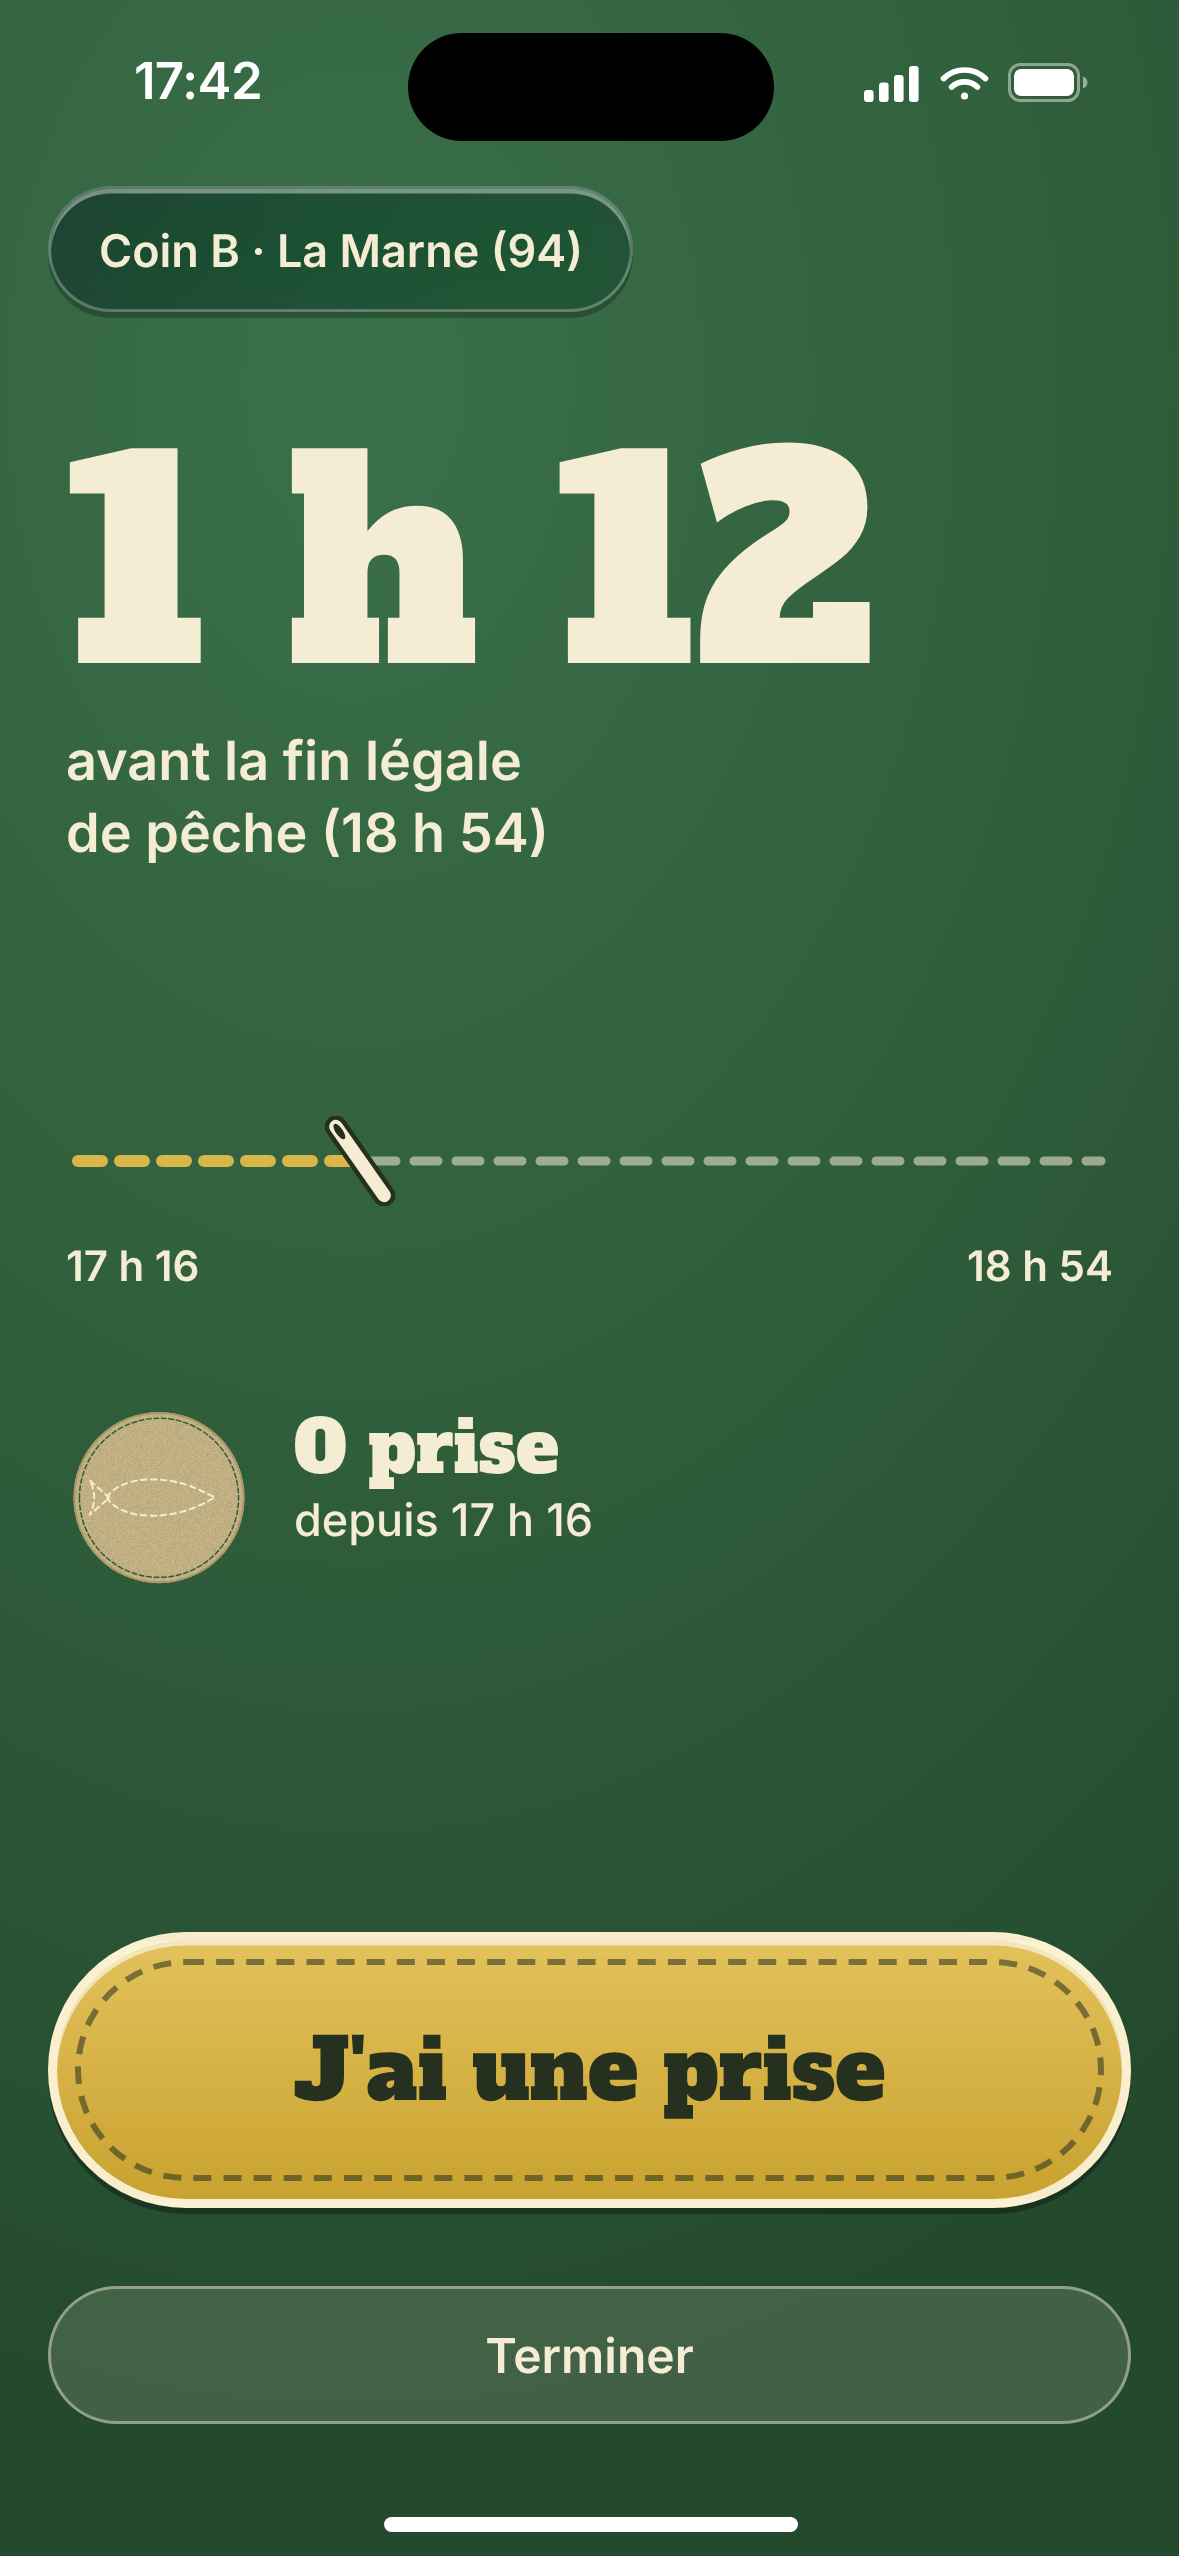 17:42
Coin B · La Marne (94)
1 h 12
avant la fin légale
de pêche (18 h 54)
17 h 16
18 h 54
0 prise
depuis 17 h 16
J'ai une prise
Terminer